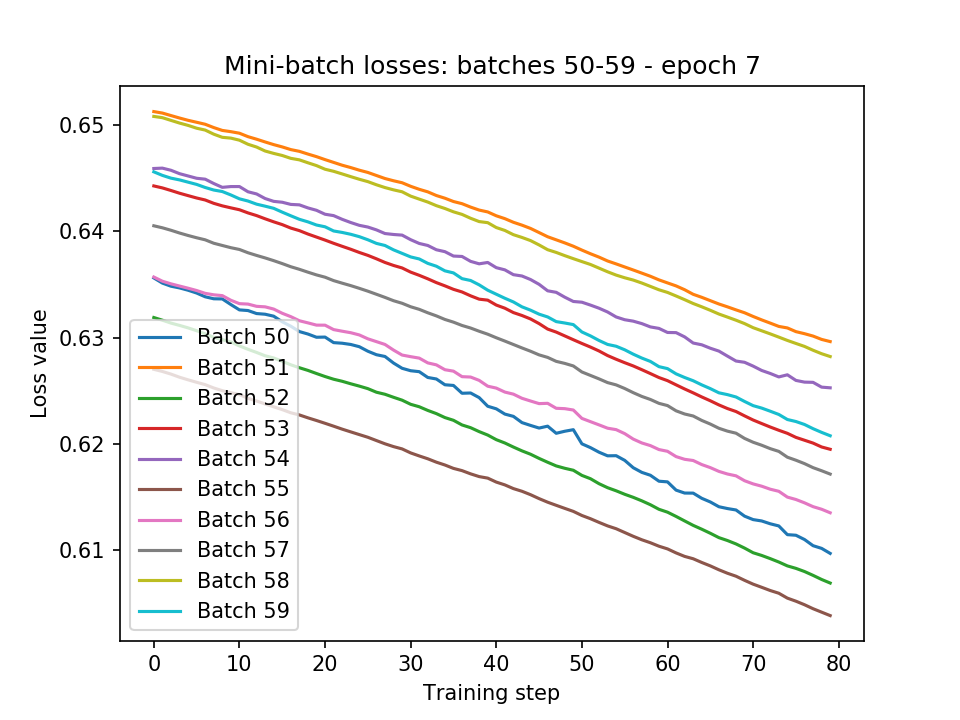 Mini-batch losses: batches 50-59 - epoch 7
0.65
0.64
0.63
0.62
0.61
Loss value
Batch 50
Batch 51
Batch 52
Batch 53
Batch 54
Batch 55
Batch 56
Batch 57
Batch 58
Batch 59
0 10 20 30 40 50 60 70 80
Training step